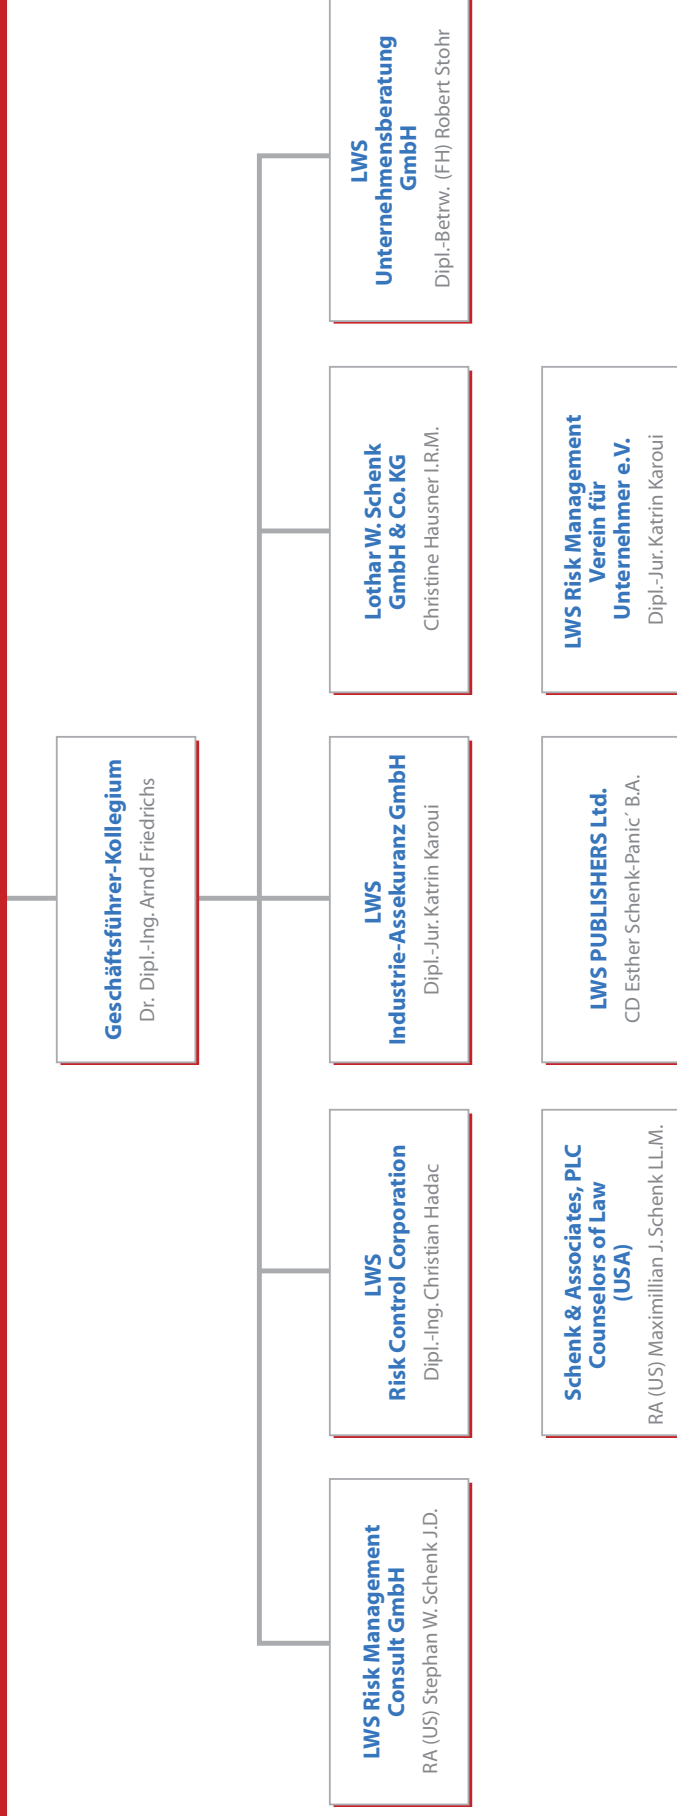 Geschäftsführer-Kollegium
Dr. Dipl.-Ing. Arnd Friedrichs
LWS Risk Management
Consult GmbH
RA (US) Stephan W. Schenk J.D.
LWS
Risk Control Corporation
Dipl.-Ing. Christian Hadac
LWS
Industrie-Assekuranz GmbH
Dipl.-Jur. Katrin Karoui
Lothar W. Schenk
GmbH & Co. KG
Christine Hausner I.R.M.
LWS
Unternehmensberatung
GmbH
Dipl.-Betrw. (FH) Robert Stohr
Schenk & Associates, PLC
Counselors of Law
(USA)
RA (US) Maximillian J. Schenk LL.M.
LWS PUBLISHERS Ltd.
CD Esther Schenk-Panic´ B.A.
LWS Risk Management
Verein für
Unternehmer e.V.
Dipl.-Jur. Katrin Karoui